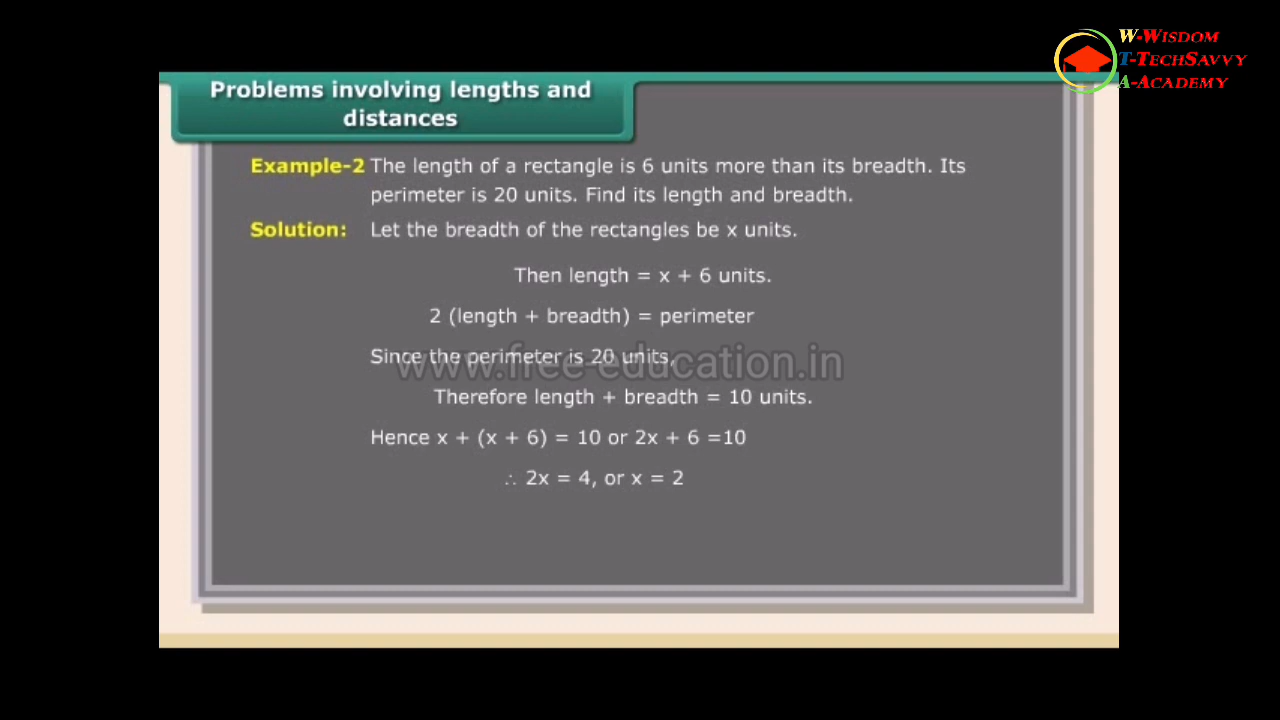 W-WISDOM
T-TECHSAVVY
A-ACADEMY
Problems involving lengths and
distances
Example-2 The length of a rectangle is 6 units more than its breadth. Its
perimeter is 20 units. Find its length and breadth.
Solution: Let the breadth of the rectangles be x units.
Then length = x + 6 units.
2 (length + breadth) = perimeter
Since the perimeter is 20 units,
www.free-education.in
Therefore length + breadth = 10 units.
Hence x + (x + 6) = 10 or 2x + 6 =10
∴ 2x = 4, or x = 2